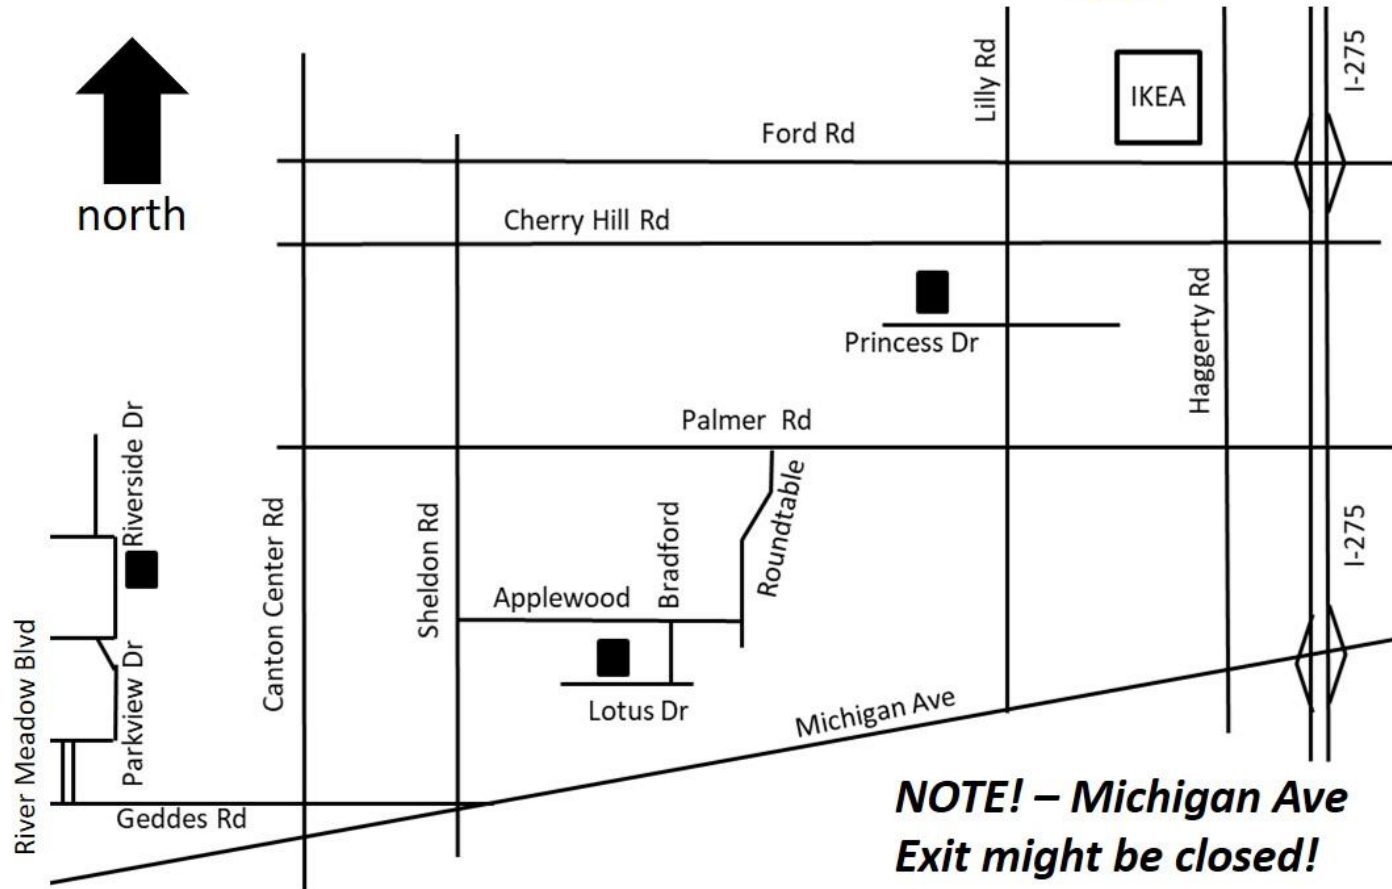 I-275
Lilly Rd
IKEA
Ford Rd
north
Cherry Hill Rd
Haggerty Rd
Princess Dr
Palmer Rd
Riverside Dr
Canton Center Rd
Sheldon Rd
Bradford
Roundtable
I-275
Applewood
River Meadow Blvd
Parkview Dr
Lotus Dr
Michigan Ave
Geddes Rd
NOTE! – Michigan Ave
Exit might be closed!